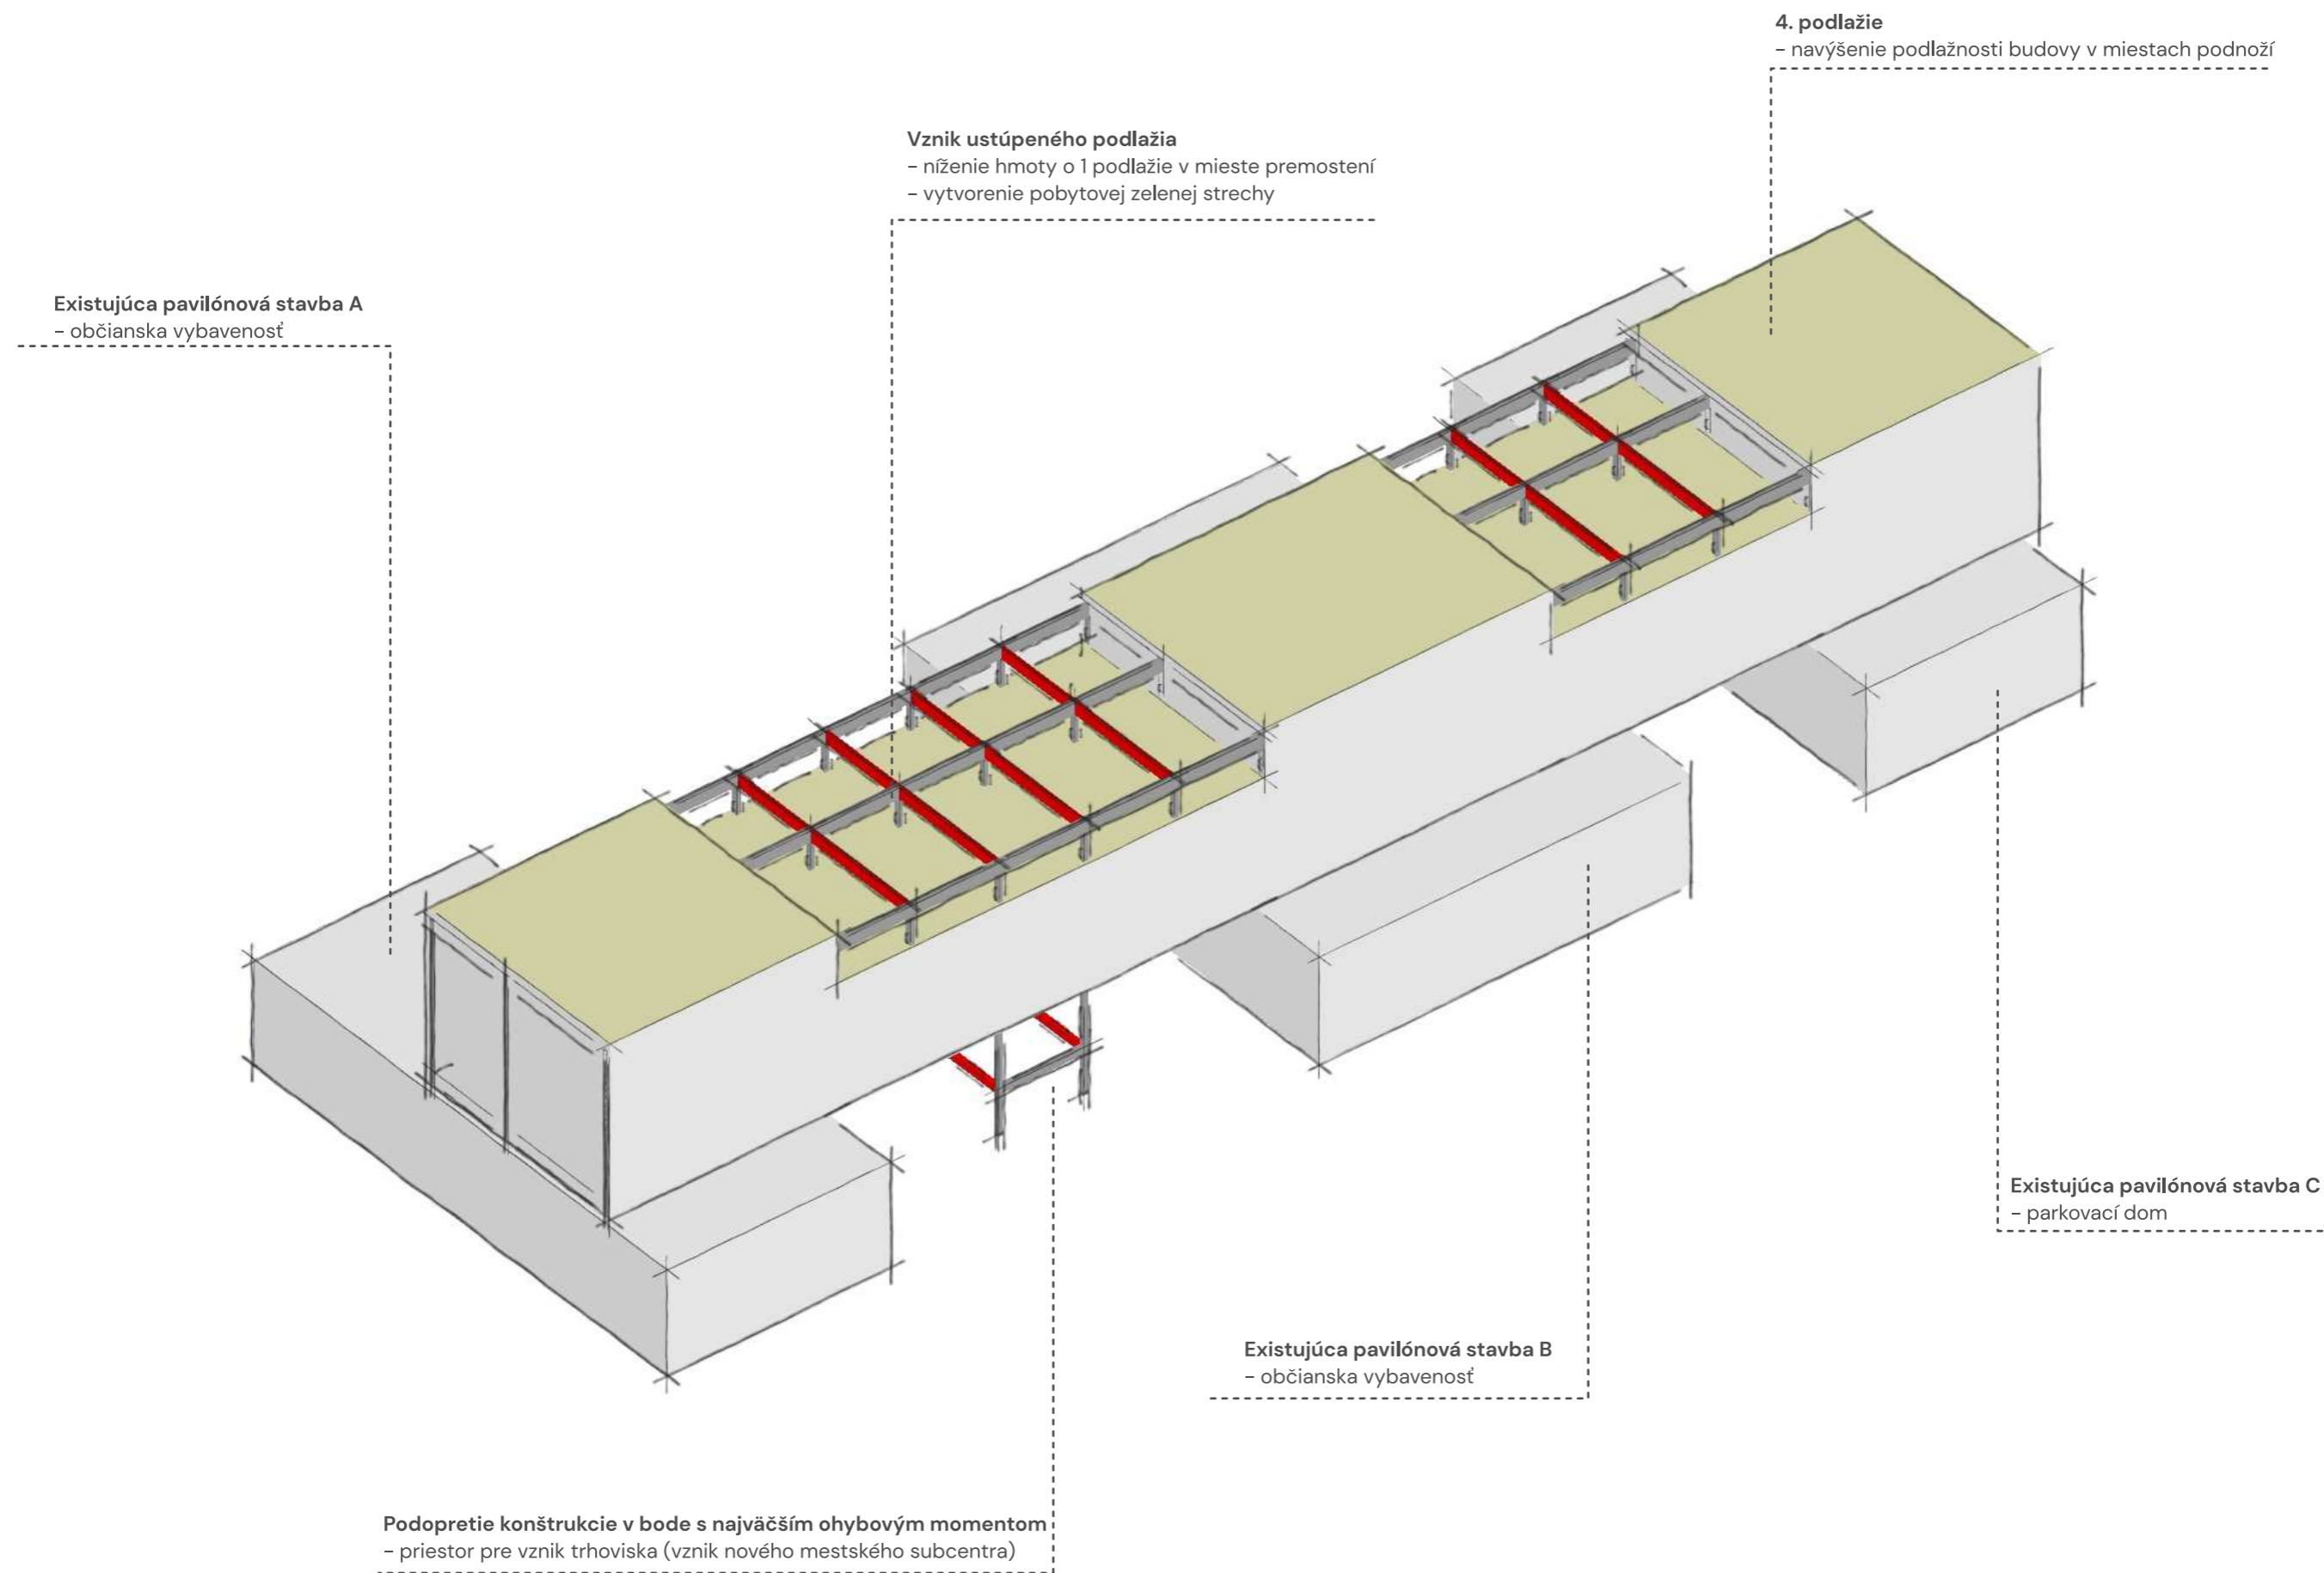 4. podlažie
– navýšenie podlažnosti budovy v miestach podnoží
Vznik ustúpeného podlažia
– níženie hmoty o 1 podlažie v mieste premostení
– vytvorenie pobytovej zelenej strechy
Existujúca pavilónová stavba A
– občianska vybavenosť
Existujúca pavilónová stavba C
– parkovací dom
Existujúca pavilónová stavba B
– občianska vybavenosť
Podopretie konštrukcie v bode s najväčším ohybovým momentom
– priestor pre vznik trhoviska (vznik nového mestského subcentra)